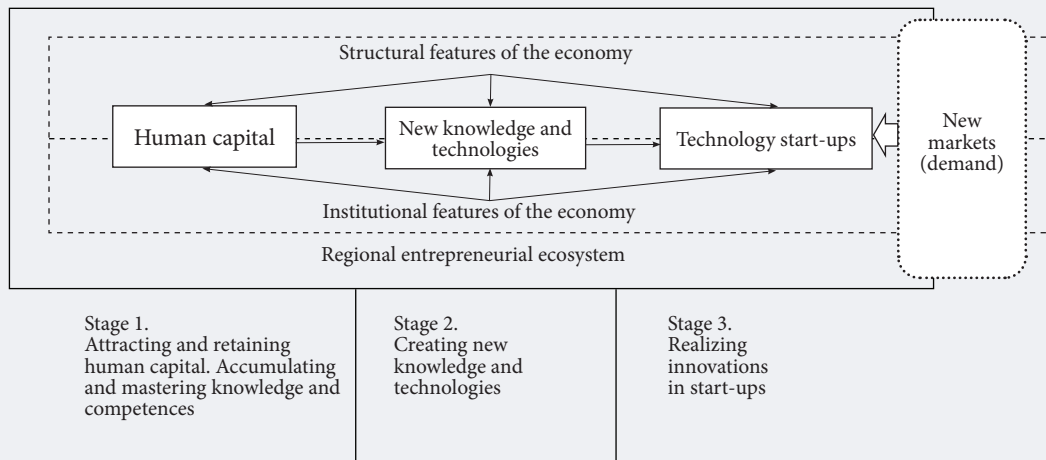 Structural features of the economy
Human capital
New knowledge and
technologies
Technology start-ups
New
markets
(demand)
Institutional features of the economy
Regional entrepreneurial ecosystem
Stage 1.
Attracting and retaining
human capital. Accumulating
and mastering knowledge and
competences
Stage 2.
Creating new
knowledge and
technologies
Stage 3.
Realizing
innovations
in start-ups